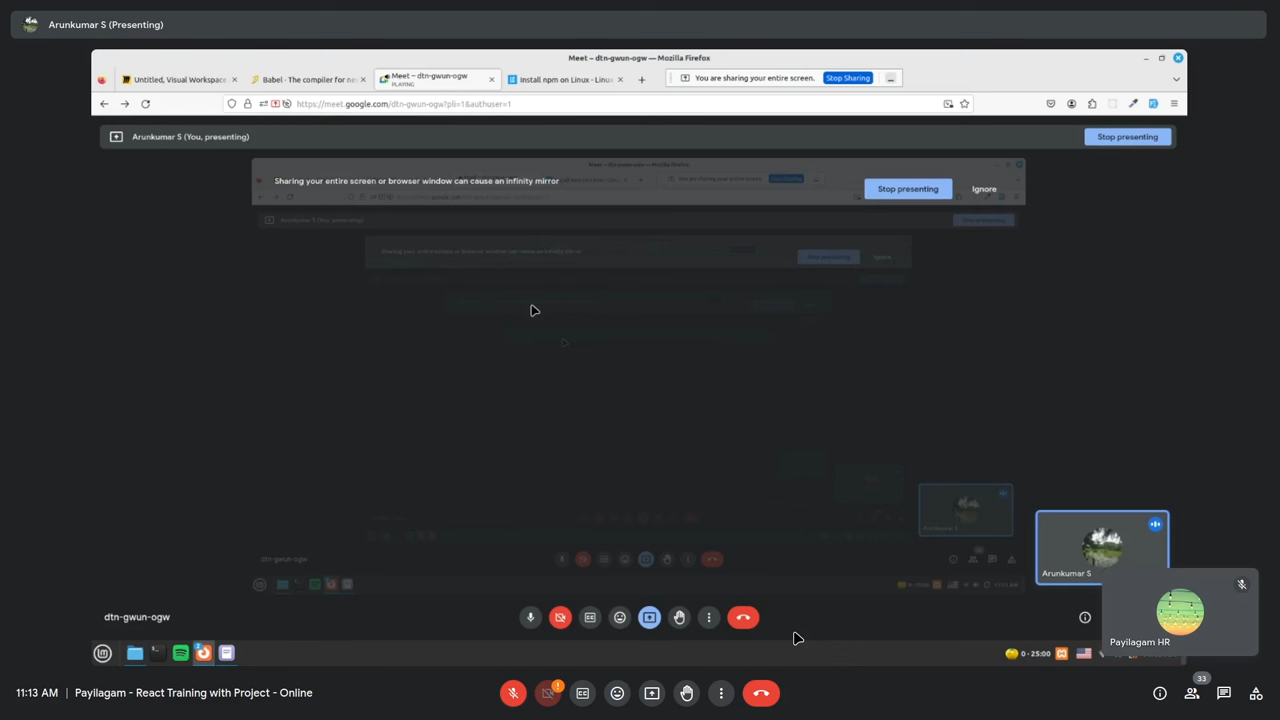 Arunkumar S (Presenting)
Meet – dtn-gwun-ogw — Mozilla Firefox
Untitled, Visual Workspace
Babel · The compiler for ne
Meet – dtn-gwun-ogw
PLAYING
Install npm on Linux - Linux
You are sharing your entire screen.
Stop Sharing
https://meet.google.com/dtn-gwun-ogw?pli=1&authuser=1
Arunkumar S (You, presenting)
Stop presenting
Sharing your entire screen or browser window can cause an infinity mirror
Stop presenting
Ignore
Arunkumar S
Payilagam HR
dtn-gwun-ogw
0 - 25:00
33
11:13 AM | Payilagam - React Training with Project - Online